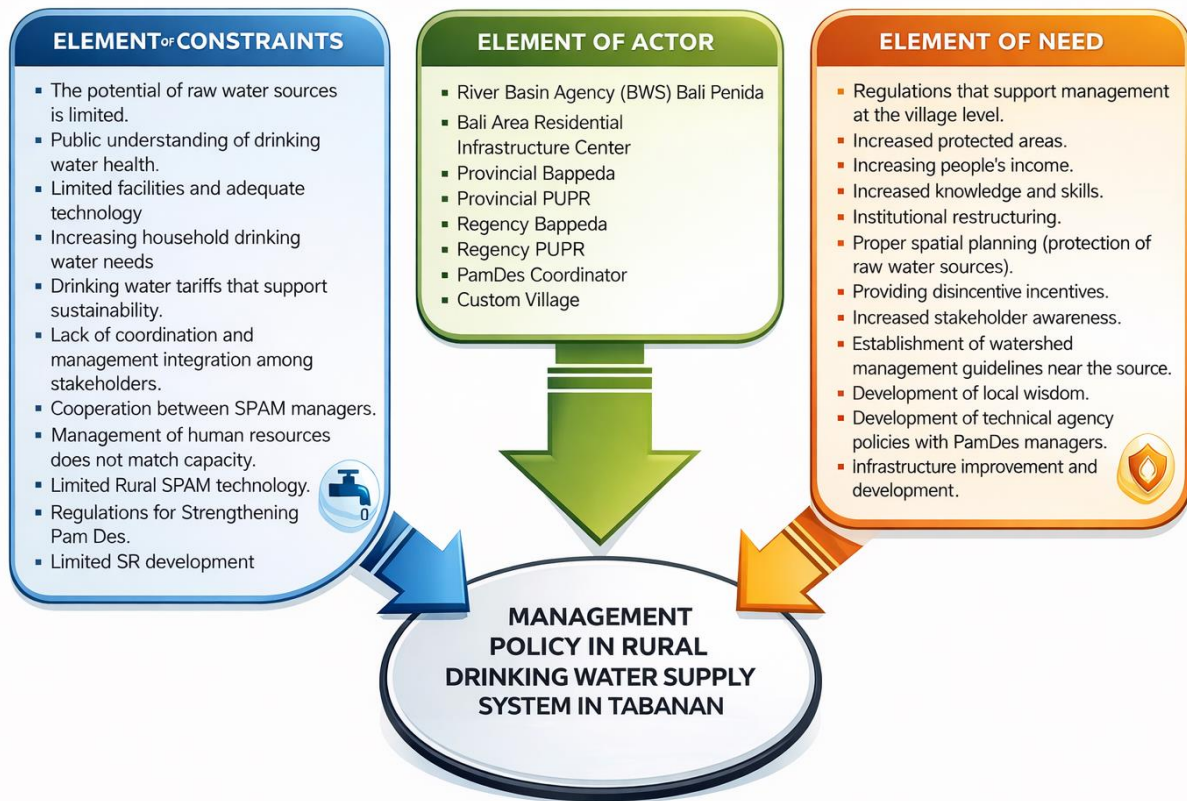 ELEMENT OF CONSTRAINTS
▪ The potential of raw water sources
is limited.
▪ Public understanding of drinking
water health.
▪ Limited facilities and adequate
technology
▪ Increasing household drinking
water needs
▪ Drinking water tariffs that support
sustainability.
▪ Lack of coordination and
management integration among
stakeholders.
▪ Cooperation between SPAM managers.
▪ Management of human resources
does not match capacity.
▪ Limited Rural SPAM technology.
▪ Regulations for Strengthening
Pam Des.
▪ Limited SR development
ELEMENT OF ACTOR
▪ River Basin Agency (BWS) Bali Penida
▪ Bali Area Residential
Infrastructure Center
▪ Provincial Bappeda
▪ Provincial PUPR
▪ Regency Bappeda
▪ Regency PUPR
▪ PamDes Coordinator
▪ Custom Village
ELEMENT OF NEED
▪ Regulations that support management
at the village level.
▪ Increased protected areas.
▪ Increasing people's income.
▪ Increased knowledge and skills.
▪ Institutional restructuring.
▪ Proper spatial planning (protection of
raw water sources).
▪ Providing disincentive incentives.
▪ Increased stakeholder awareness.
▪ Establishment of watershed
management guidelines near the source.
▪ Development of local wisdom.
▪ Development of technical agency
policies with PamDes managers.
▪ Infrastructure improvement and
development.
MANAGEMENT
POLICY IN RURAL
DRINKING WATER SUPPLY
SYSTEM IN TABANAN